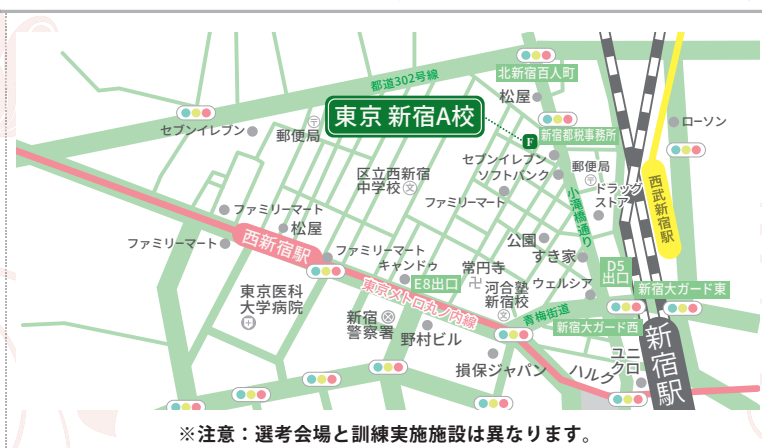 都道302号線
北新宿百人町
松屋
セブンイレブン
郵便局
〒
東京 新宿A校
F
新宿都税事務所
ローソン
区立西新宿
中学校
文
セブンイレブン
ソフトバンク
郵便局
〒
ファミリーマート
ドラッグ
ストア
小滝橋通り
西武新宿駅
ファミリーマート
松屋
ファミリーマート
西新宿駅
ファミリーマート
キャンドゥ
E8出口
公園
すき家
常円寺
卍
河合塾
新宿校
文
ウェルシア
D5
出口
新宿大ガード東
東京医科
大学病院
東京メトロ丸ノ内線
新宿
警察署
野村ビル
青梅街道
新宿大ガード西
新宿駅
損保ジャパン
ハルク
ユニ
クロ
※注意：選考会場と訓練実施施設は異なります。